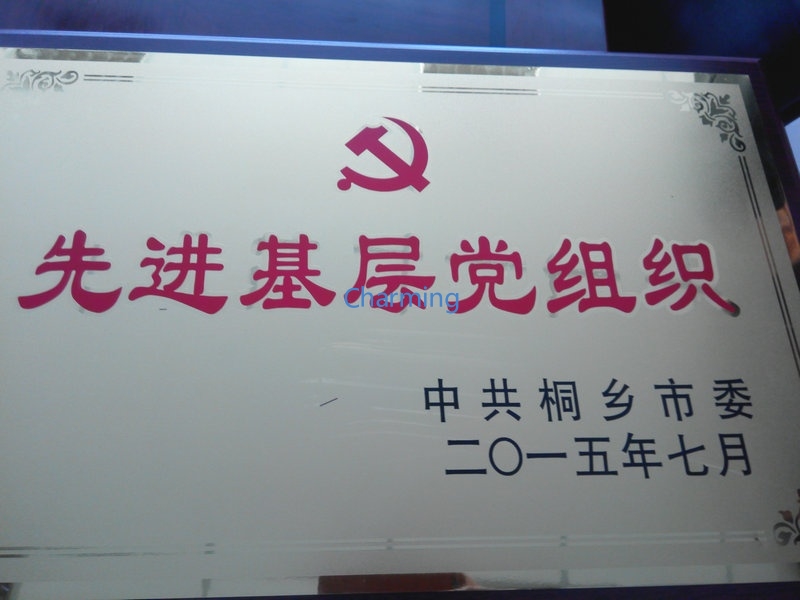 先进基层党组织
Charming
中共桐乡市委
二〇一五年七月